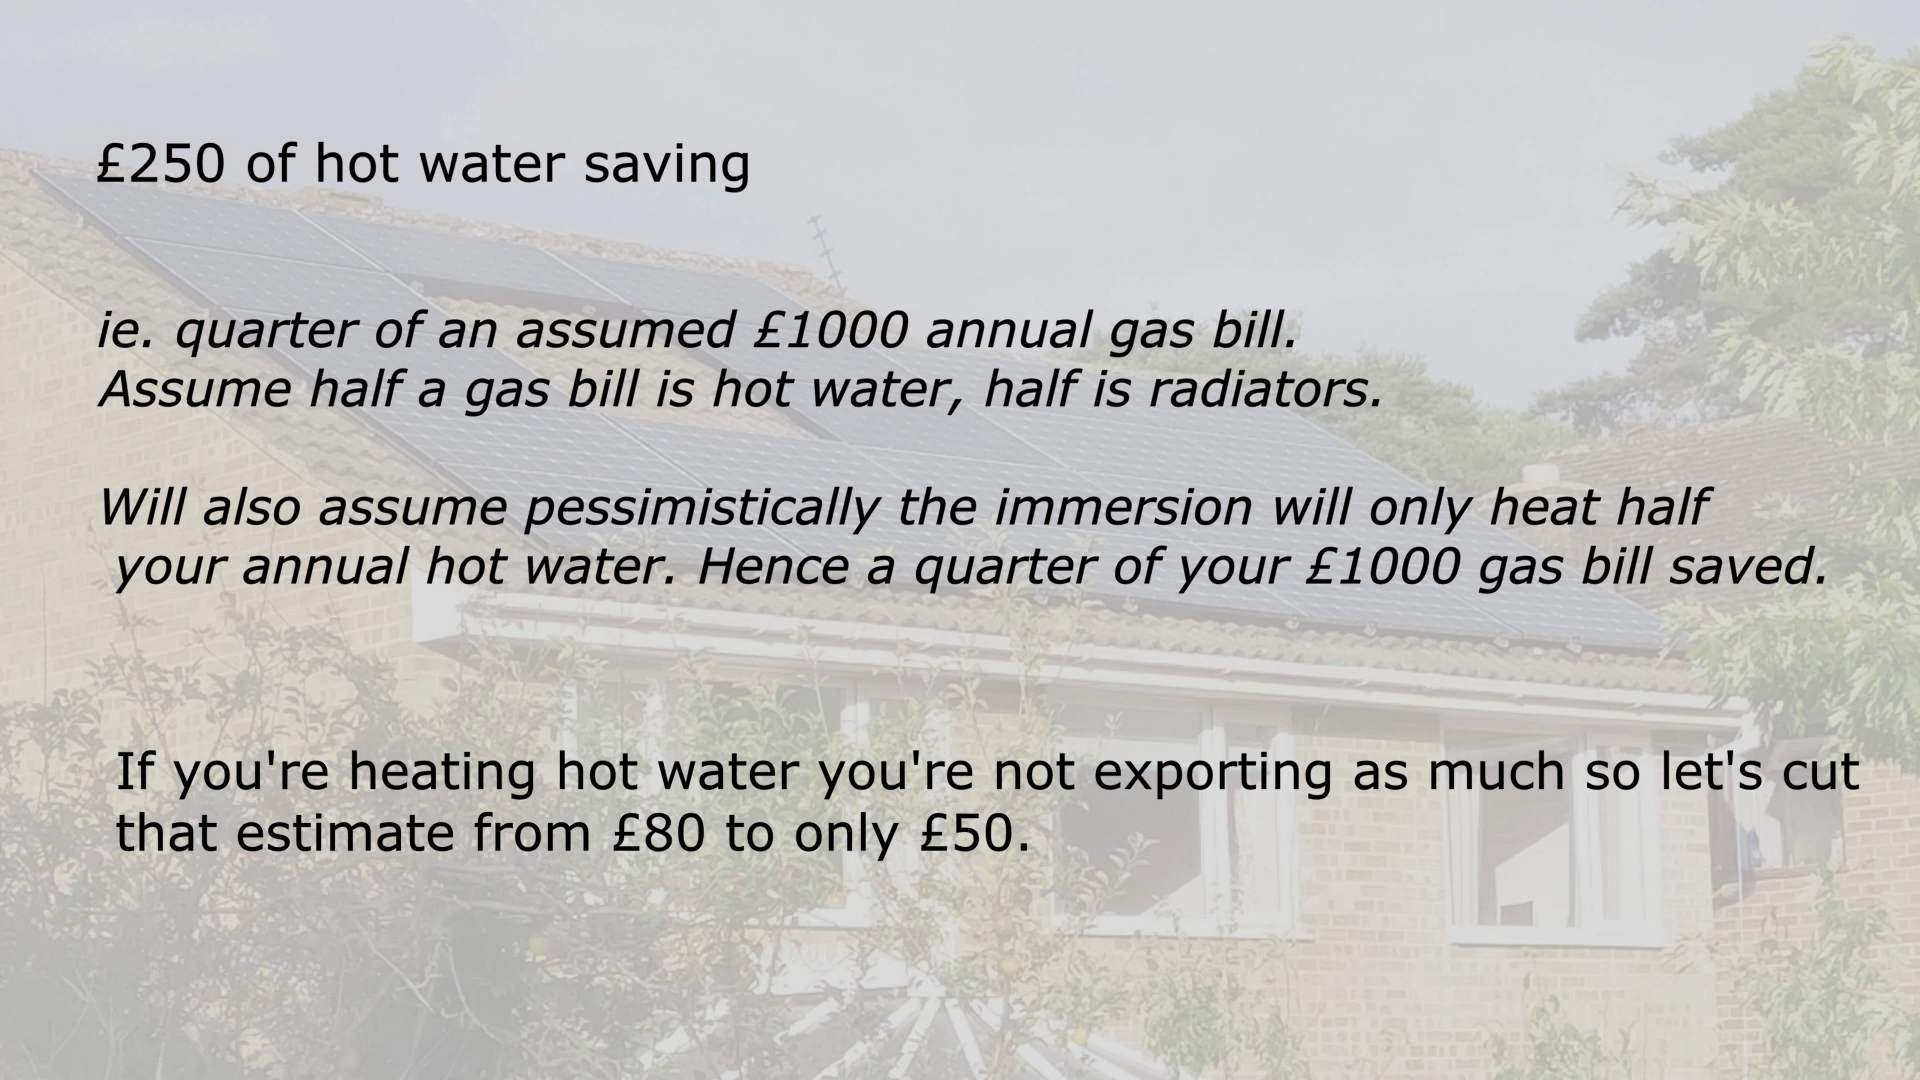 £250 of hot water saving
ie. quarter of an assumed £1000 annual gas bill.
Assume half a gas bill is hot water, half is radiators.
Will also assume pessimistically the immersion will only heat half
your annual hot water. Hence a quarter of your £1000 gas bill saved.
If you're heating hot water you're not exporting as much so let's cut
that estimate from £80 to only £50.